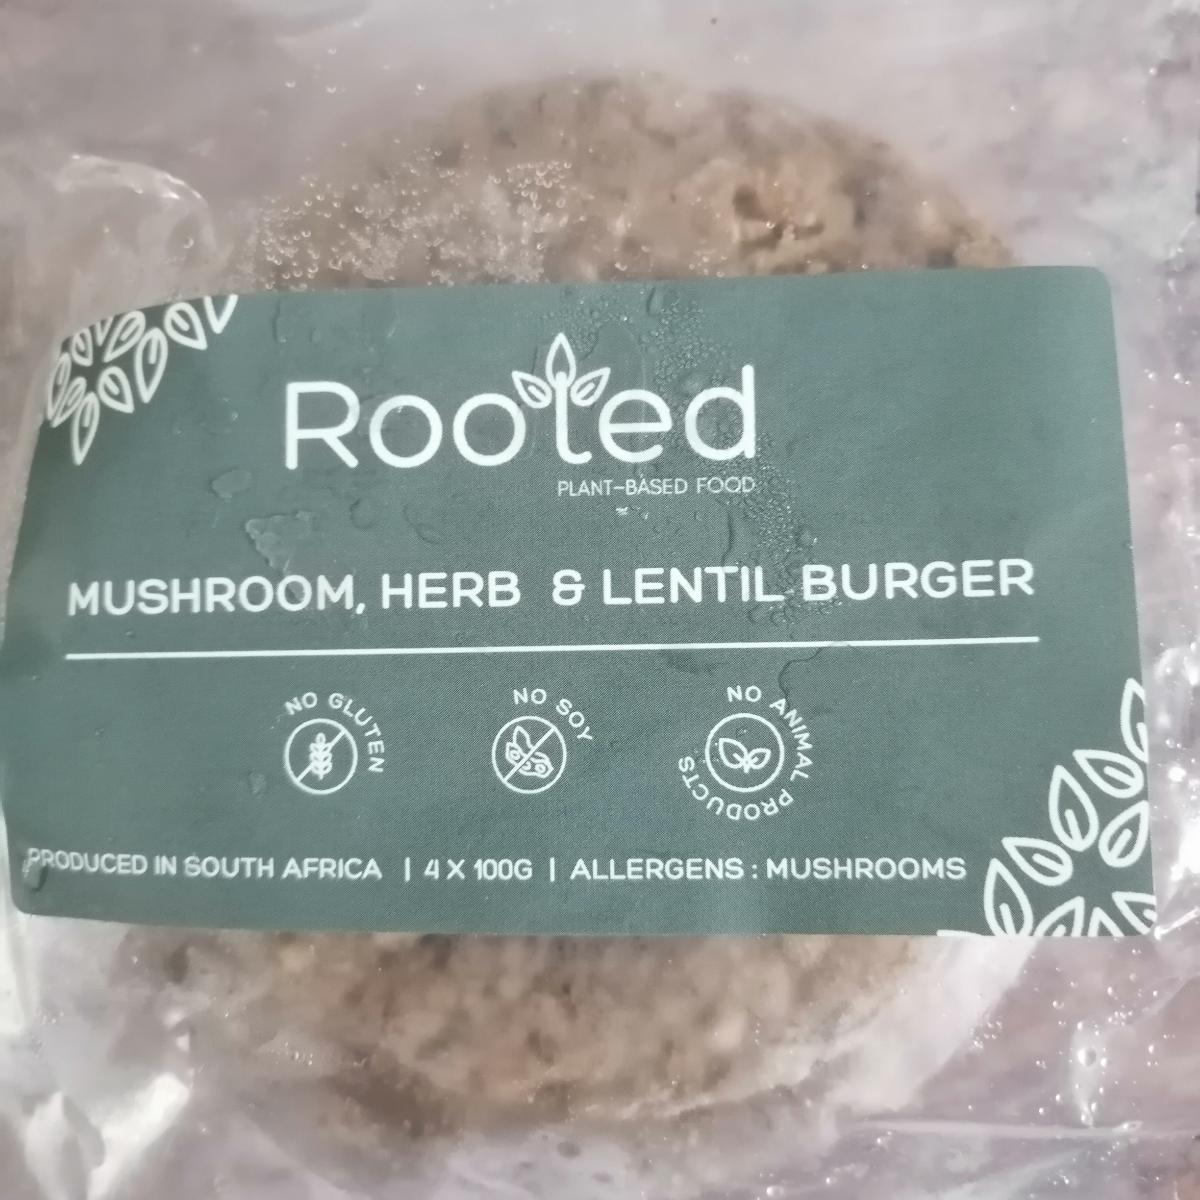 Rooted
PLANT-BASED FOOD
MUSHROOM, HERB & LENTIL BURGER
NO GLUTEN
NO SOY
NO ANIMAL PRODUCTS
PRODUCED IN SOUTH AFRICA | 4 X 100G | ALLERGENS : MUSHROOMS